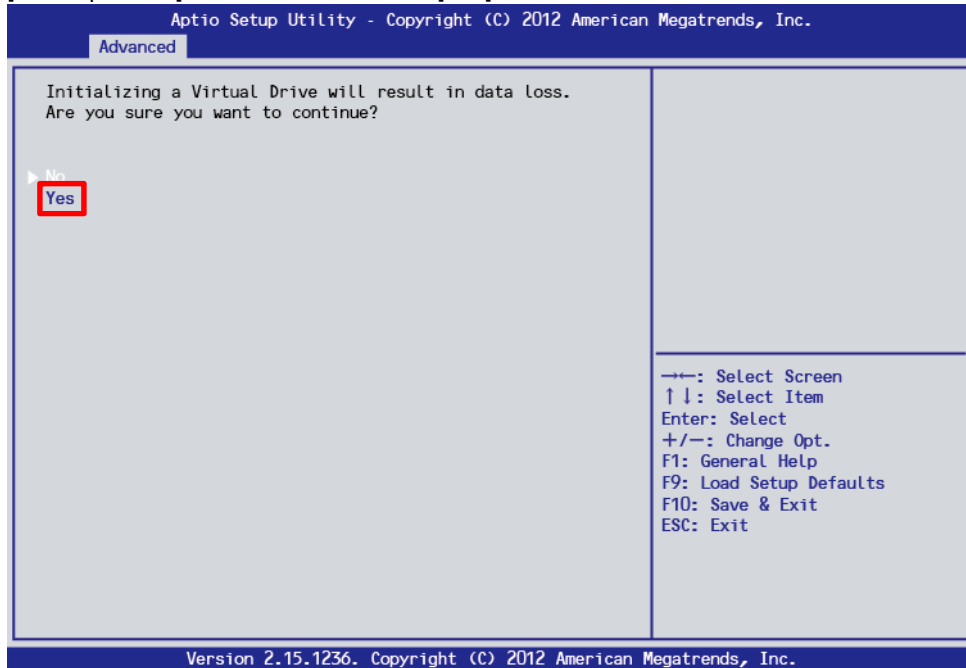 Aptio Setup Utility - Copyright (C) 2012 American Megatrends, Inc.
Advanced
Initializing a Virtual Drive will result in data loss.
Are you sure you want to continue?
▶ No
Yes
→←: Select Screen
↑↓: Select Item
Enter: Select
+/-: Change Opt.
F1: General Help
F9: Load Setup Defaults
F10: Save & Exit
ESC: Exit
Version 2.15.1236. Copyright (C) 2012 American Megatrends, Inc.